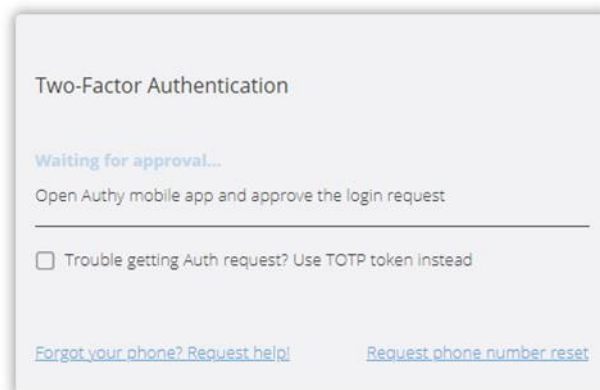 Two-Factor Authentication
Waiting for approval...
Open Authy mobile app and approve the login request
Trouble getting Auth request? Use TOTP token instead
Forgot your phone? Request help!
Request phone number reset